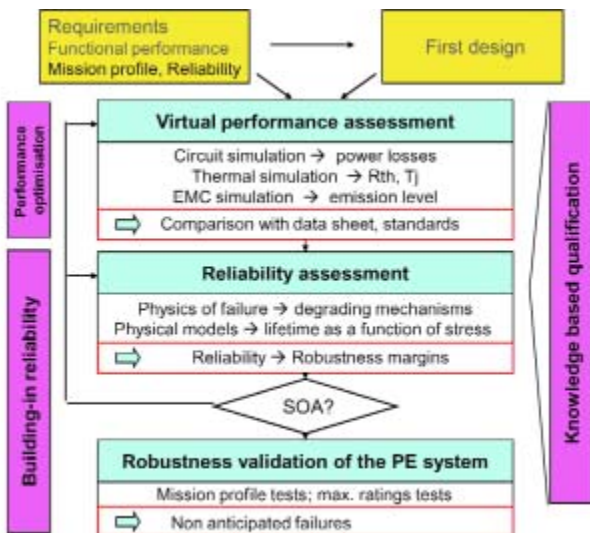 Requirements
Functional performance
Mission profile, Reliability
First design
Performance
optimisation
Virtual performance assessment
Circuit simulation → power losses
Thermal simulation → Rth, Tj
EMC simulation → emission level
Comparison with data sheet, standards
Building-in reliability
Reliability assessment
Physics of failure → degrading mechanisms
Physical models → lifetime as a function of stress
Reliability → Robustness margins
SOA?
Robustness validation of the PE system
Mission profile tests; max. ratings tests
Non anticipated failures
Knowledge based qualification